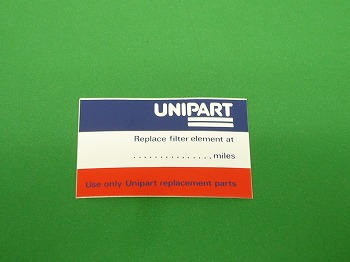 UNIPART
Replace filter element at
...............miles
Use only Unipart replacement parts